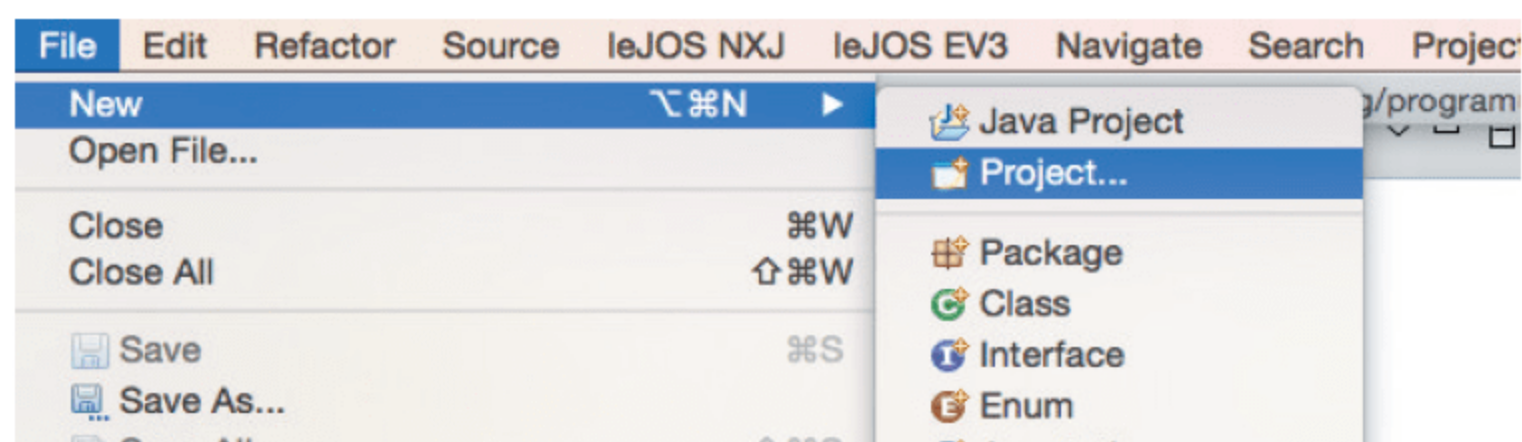 File Edit Refactor Source leJOS NXJ leJOS EV3 Navigate Search
New ⌥⌘N ▶
Open File...
Close ⌘W
Close All ⇧⌘W
Save ⌘S
Save As...
g/program
Java Project
Project...
Package
Class
Interface
Enum